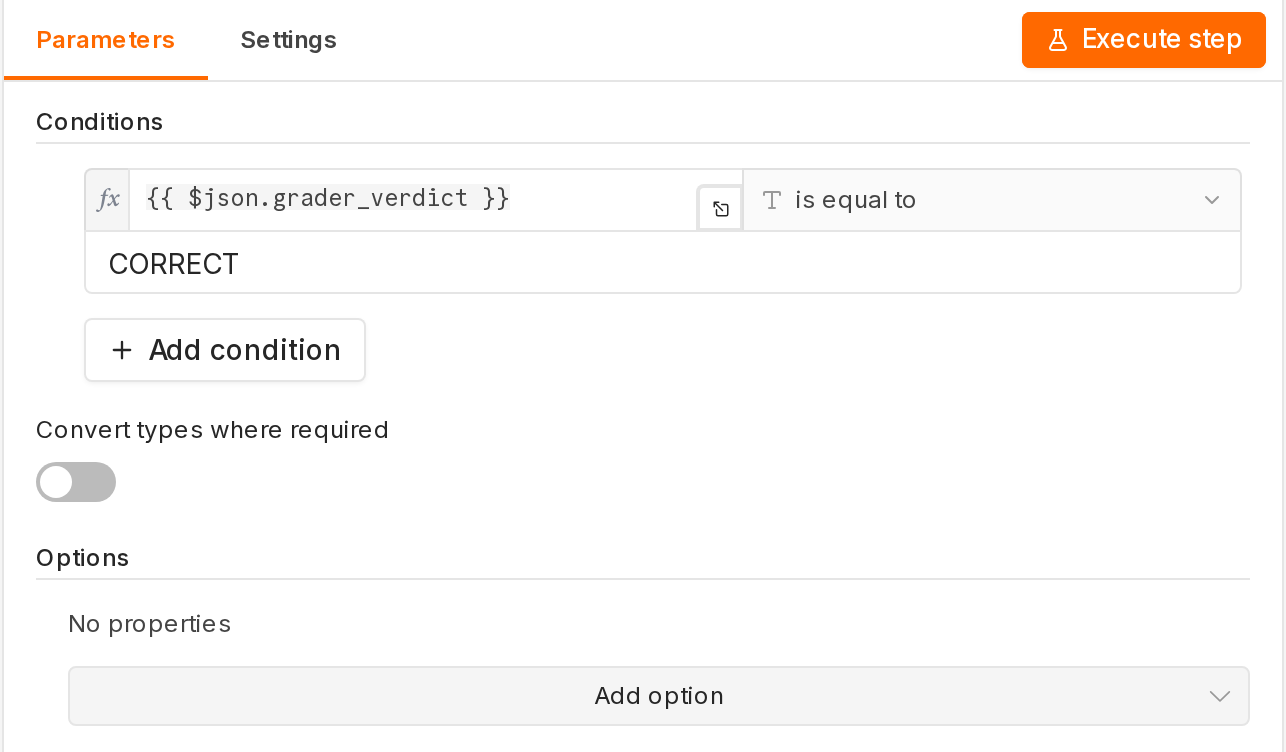 Parameters
Settings
Execute step
Conditions
fx
{{ $json.grader_verdict }}
T
is equal to
CORRECT
+ Add condition
Convert types where required
Options
No properties
Add option